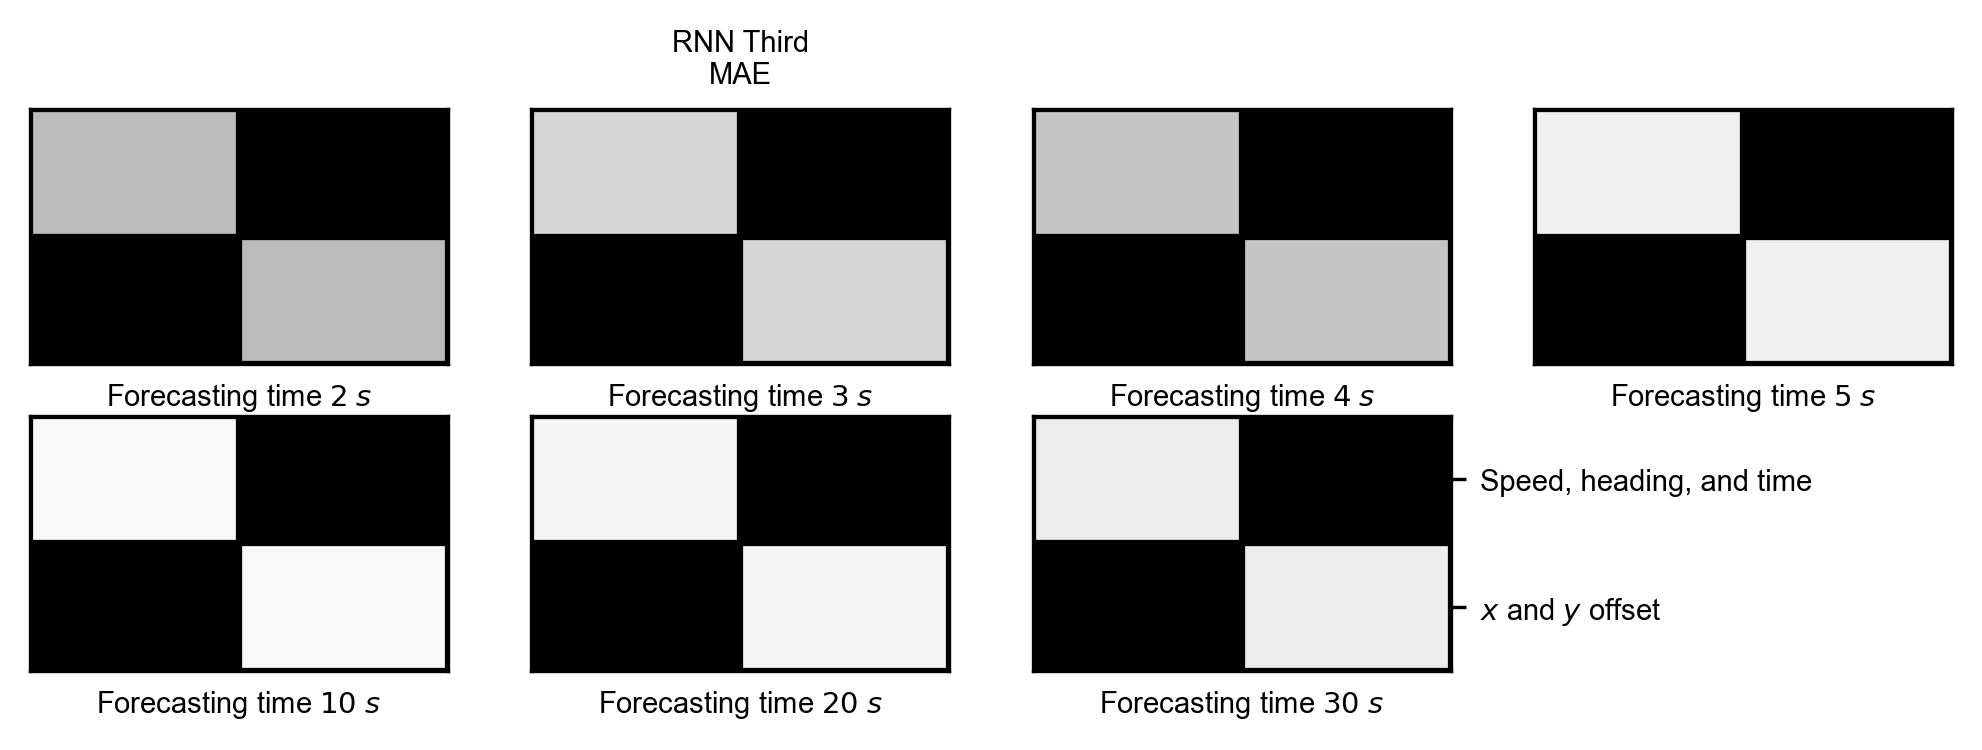 RNN Third
MAE
Forecasting time 2 s
Forecasting time 3 s
Forecasting time 4 s
Forecasting time 5 s
Speed, heading, and time
x and y offset
Forecasting time 10 s
Forecasting time 20 s
Forecasting time 30 s